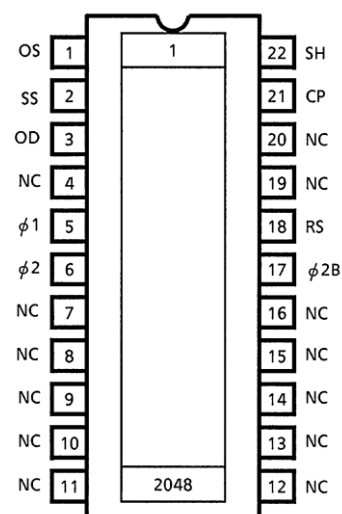 OS 1 1 22 SH
SS 2 21 CP
OD 3 20 NC
NC 4 19 NC
ϕ1 5 18 RS
ϕ2 6 17 ϕ2B
NC 7 16 NC
NC 8 15 NC
NC 9 14 NC
NC 10 13 NC
NC 11 2048 12 NC